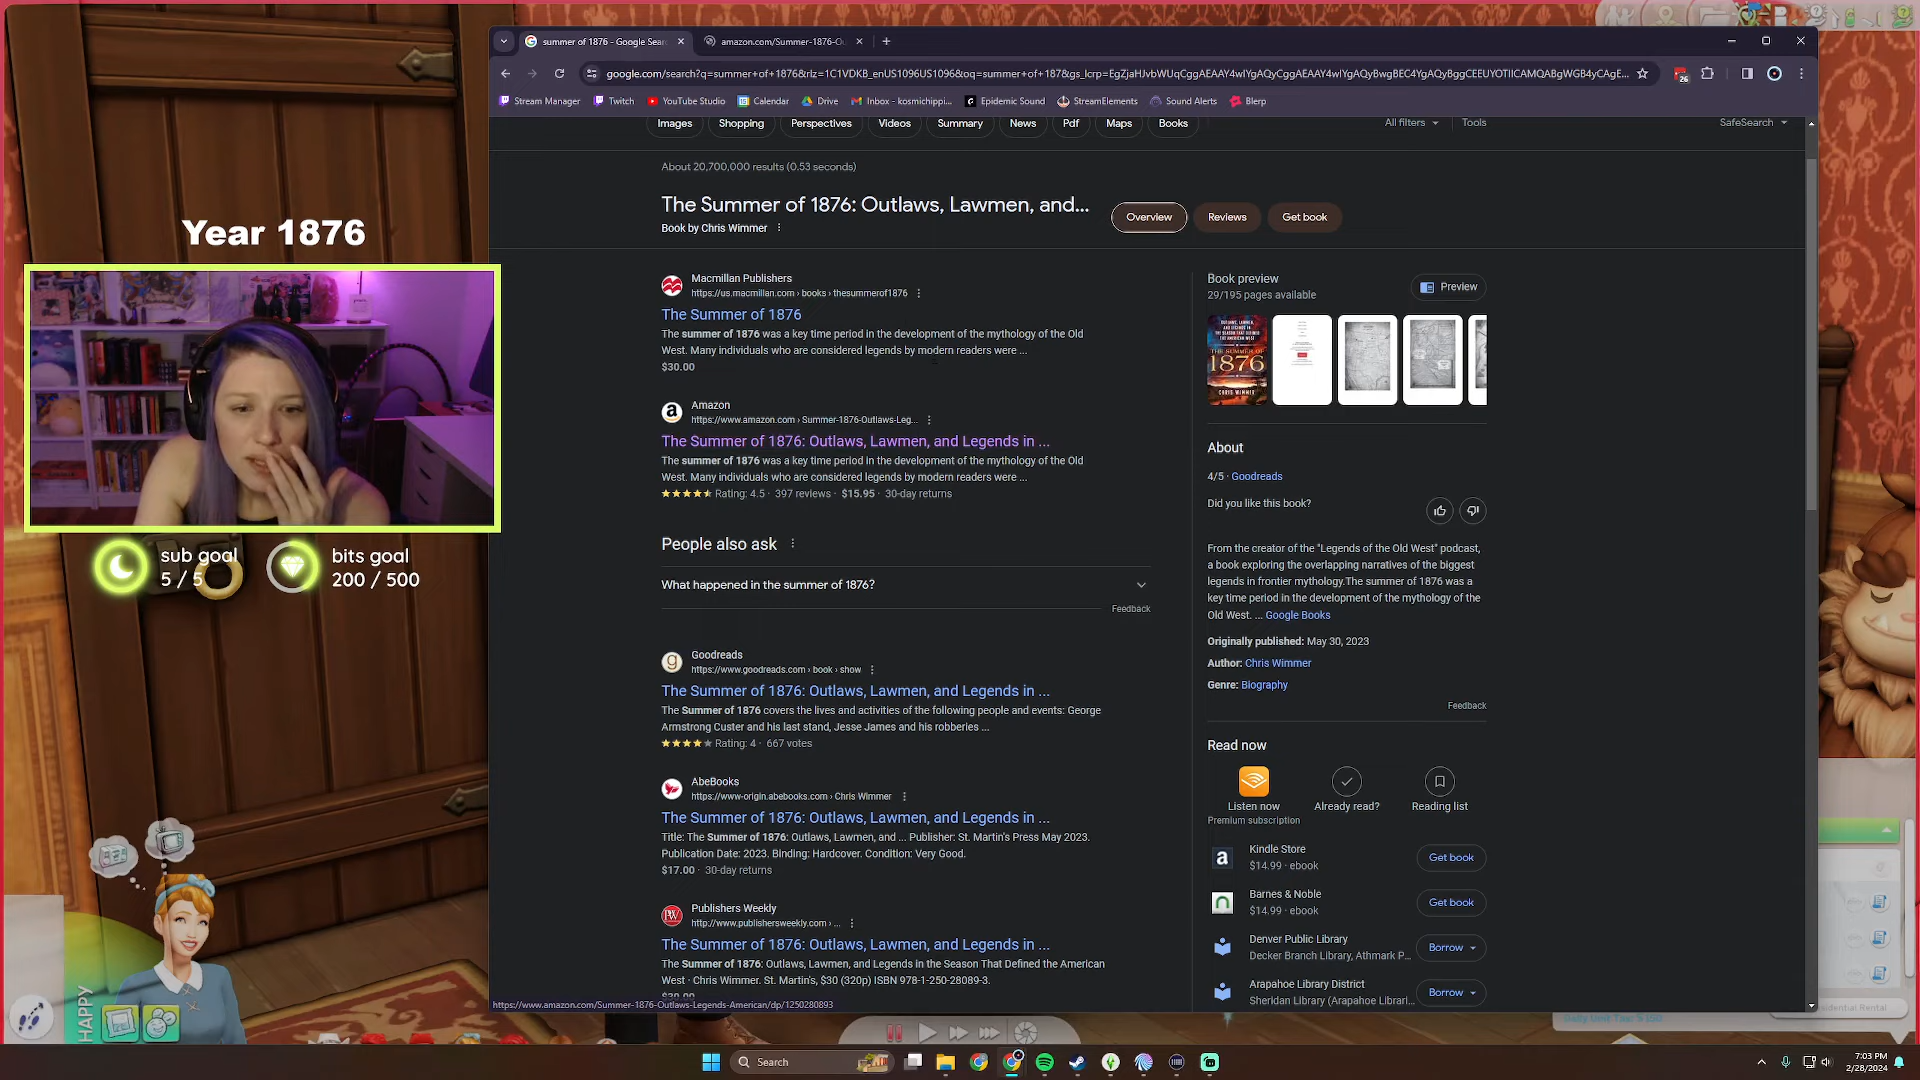 summer of 1876 - Google Sear
amazon.com/Summer-1876-Ou
google.com/search?q=summer+of+1876&rlz=1C1VDKB_enUS1096US1096&oq=summer+of+187&gs_lcrp=
Stream Manager
Twitch
YouTube Studio
Calendar
Drive
Inbox - kosmichippi...
Epidemic Sound
StreamElements
Sound Alerts
Blerp
26
Images
Shopping
Perspectives
Videos
Summary
News
Pdf
Maps
Books
All filters
Tools
SafeSearch
About 20,700,000 results (0.53 seconds)
The Summer of 1876: Outlaws, Lawmen, and...
Book by Chris Wimmer
Overview
Reviews
Get book
Macmillan Publishers
https://us.macmillan.com › books › thesummerof1876
The Summer of 1876
The summer of 1876 was a key time period in the development of the mythology of the Old
West. Many individuals who are considered legends by modern readers were ...
$30.00
Amazon
https://www.amazon.com › Summer-1876-Outlaws-Leg...
The Summer of 1876: Outlaws, Lawmen, and Legends in ...
The summer of 1876 was a key time period in the development of the mythology of the Old
West. Many individuals who are considered legends by modern readers were ...
Rating: 4.5 · 397 reviews · $15.95 · 30-day returns
People also ask
What happened in the summer of 1876?
Feedback
Goodreads
https://www.goodreads.com › book › show
The Summer of 1876: Outlaws, Lawmen, and Legends in ...
The Summer of 1876 covers the lives and activities of the following people and events: George
Armstrong Custer and his last stand, Jesse James and his robberies ...
Rating: 4 · 667 votes
AbeBooks
https://www-origin.abebooks.com › Chris Wimmer
The Summer of 1876: Outlaws, Lawmen, and Legends in ...
Title: The Summer of 1876: Outlaws, Lawmen, and ... Publisher: St. Martin's Press May 2023.
Publication Date: 2023. Binding: Hardcover. Condition: Very Good.
$17.00 · 30-day returns
Publishers Weekly
http://www.publishersweekly.com › ...
The Summer of 1876: Outlaws, Lawmen, and Legends in ...
The Summer of 1876: Outlaws, Lawmen, and Legends in the Season That Defined the American
West · Chris Wimmer. St. Martin's, $30 (320p) ISBN 978-1-250-28089-3.
$30.00
https://www.amazon.com/Summer-1876-Outlaws-Legends-American/dp/1250280893
Book preview
29/195 pages available
Preview
THE SUMMER OF
1876
CHRIS WIMMER
About
4/5 · Goodreads
Did you like this book?
From the creator of the "Legends of the Old West" podcast,
a book exploring the overlapping narratives of the biggest
legends in frontier mythology.The summer of 1876 was a
key time period in the development of the mythology of the
Old West. ... Google Books
Originally published: May 30, 2023
Author: Chris Wimmer
Genre: Biography
Feedback
Read now
Listen now
Premium subscription
Already read?
Reading list
Kindle Store
$14.99 · ebook
Get book
Barnes & Noble
$14.99 · ebook
Get book
Denver Public Library
Decker Branch Library, Athmark P...
Borrow
Arapahoe Library District
Sheridan Library (Arapahoe Librari...
Borrow
Year 1876
sub goal
5 / 5
bits goal
200 / 500
HAPPY
Residential Rental
Search
7:03 PM
2/28/2024